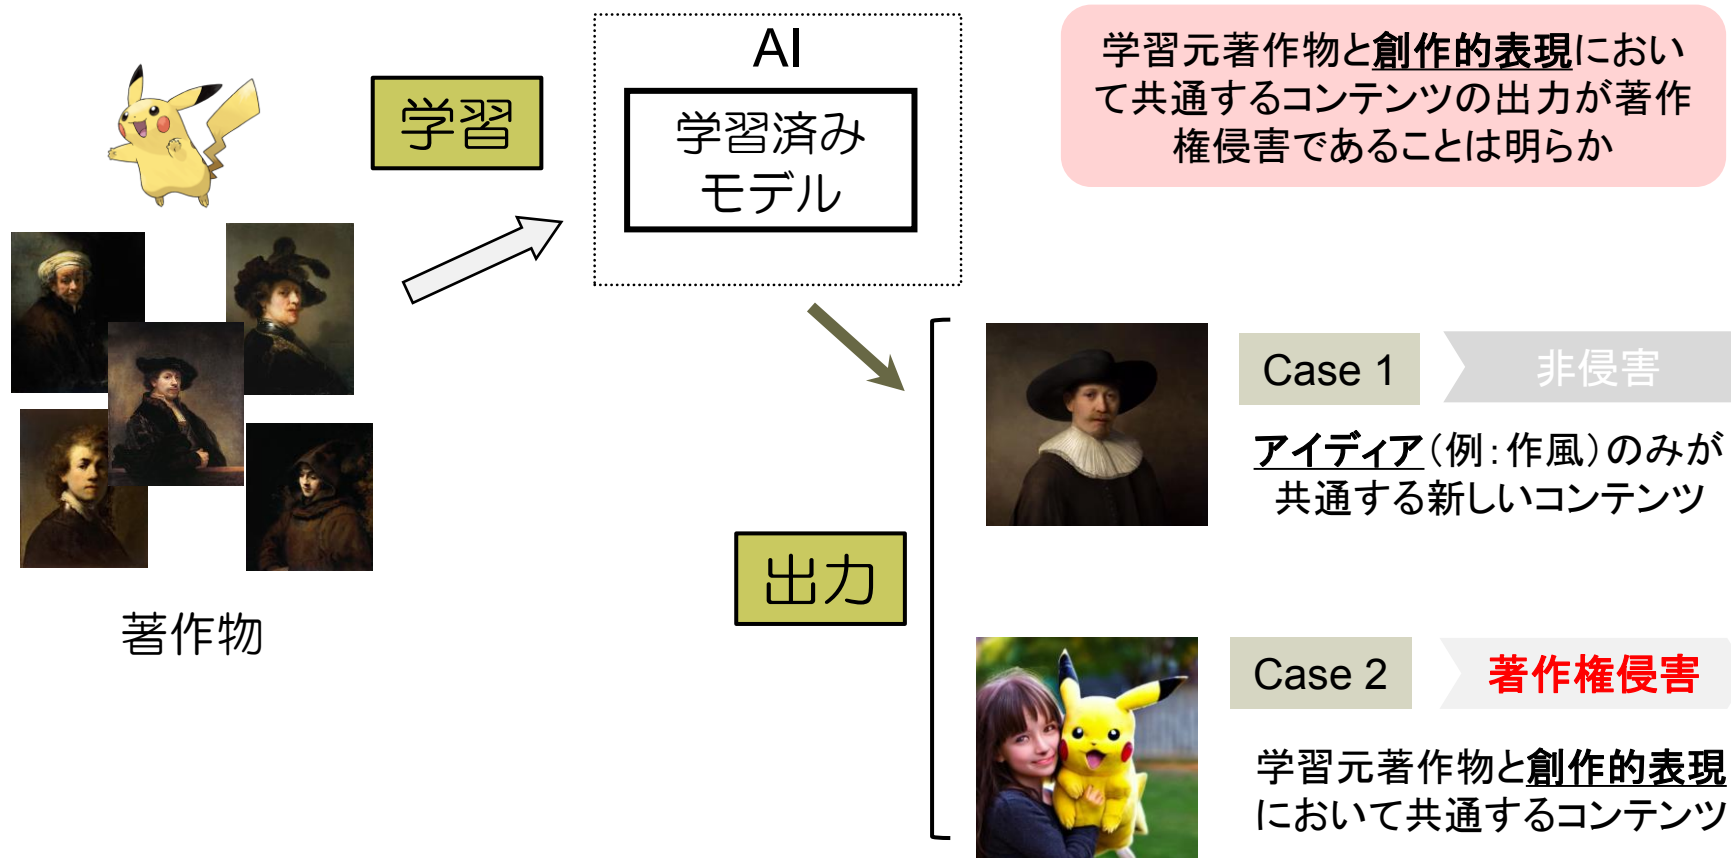 学習
AI
学習済み
モデル
学習元著作物と創作的表現におい
て共通するコンテンツの出力が著作
権侵害であることは明らか
著作物
出力
Case 1
非侵害
アイディア(例:作風)のみが
共通する新しいコンテンツ
Case 2
著作権侵害
学習元著作物と創作的表現
において共通するコンテンツ